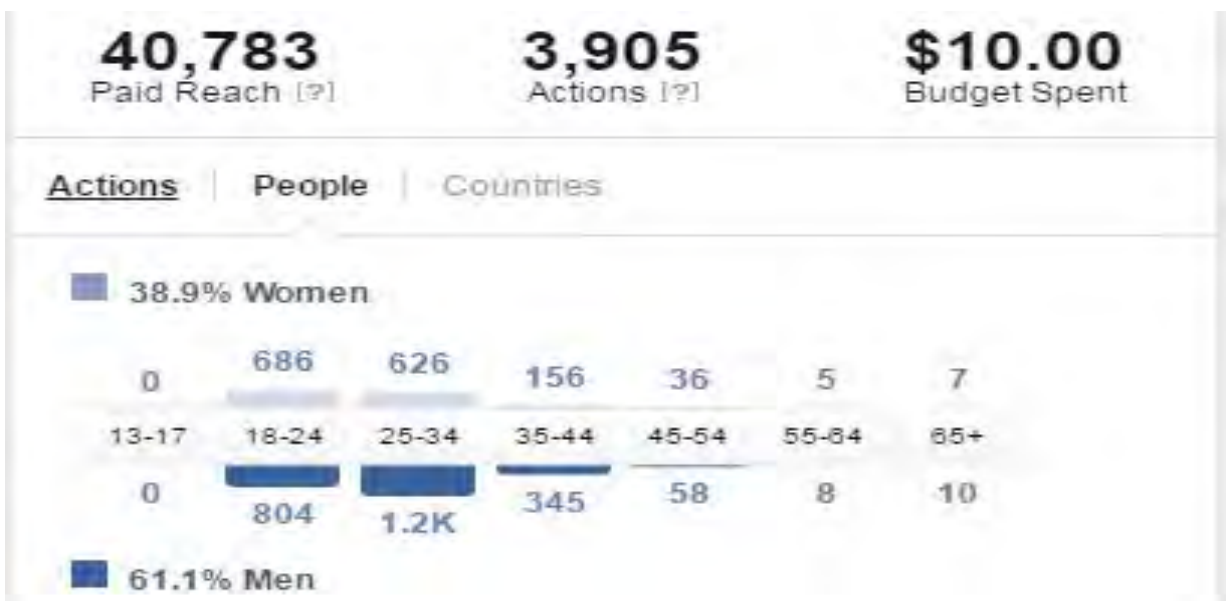 40,783 3,905 $10.00
Paid Reach [?] Actions [?] Budget Spent
Actions | People | Countries
38.9% Women
0 686 626 156 36 5 7
13-17 18-24 25-34 35-44 45-54 55-64 65+
0 804 1.2K 345 58 8 10
61.1% Men